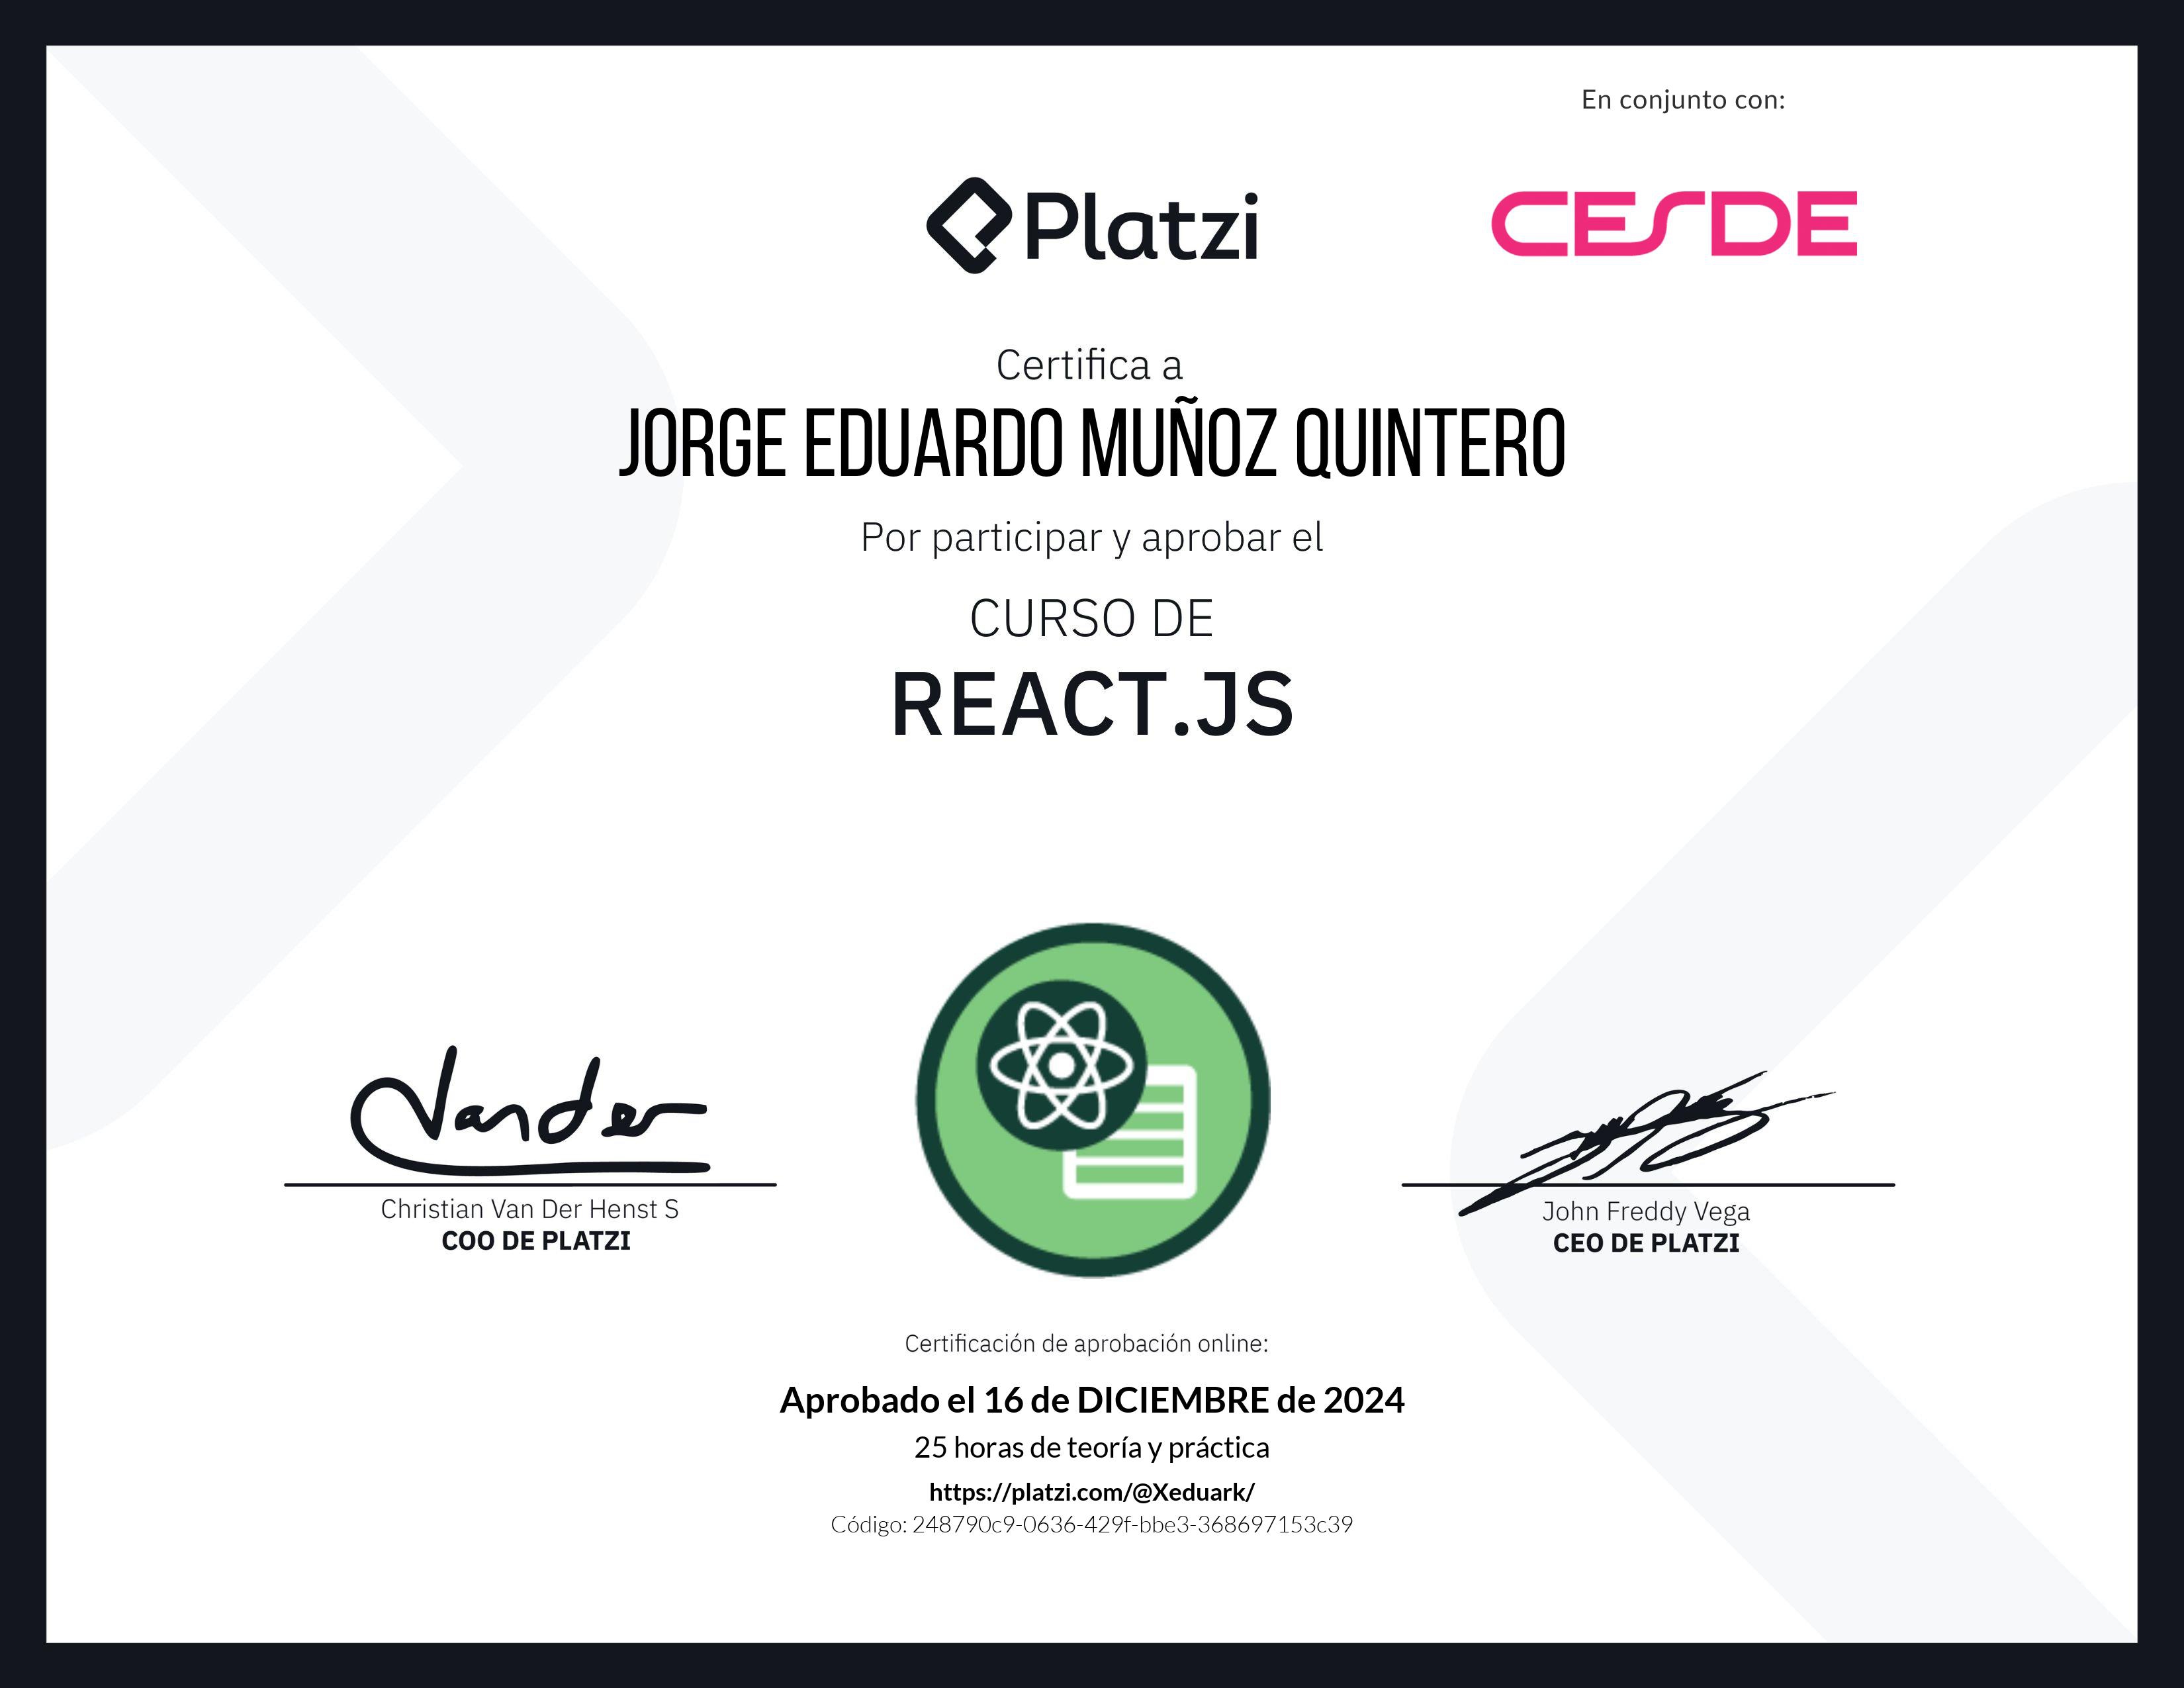 En conjunto con:
Platzi
CESDE
Certifica a
JORGE EDUARDO MUÑOZ QUINTERO
Por participar y aprobar el
CURSO DE
REACT.JS
Vander
Christian Van Der Henst S
COO DE PLATZI
John Freddy Vega
CEO DE PLATZI
Certificación de aprobación online:
Aprobado el 16 de DICIEMBRE de 2024
25 horas de teoría y práctica
https://platzi.com/@Xeduark/
Código: 248790c9-0636-429f-bbe3-368697153c39